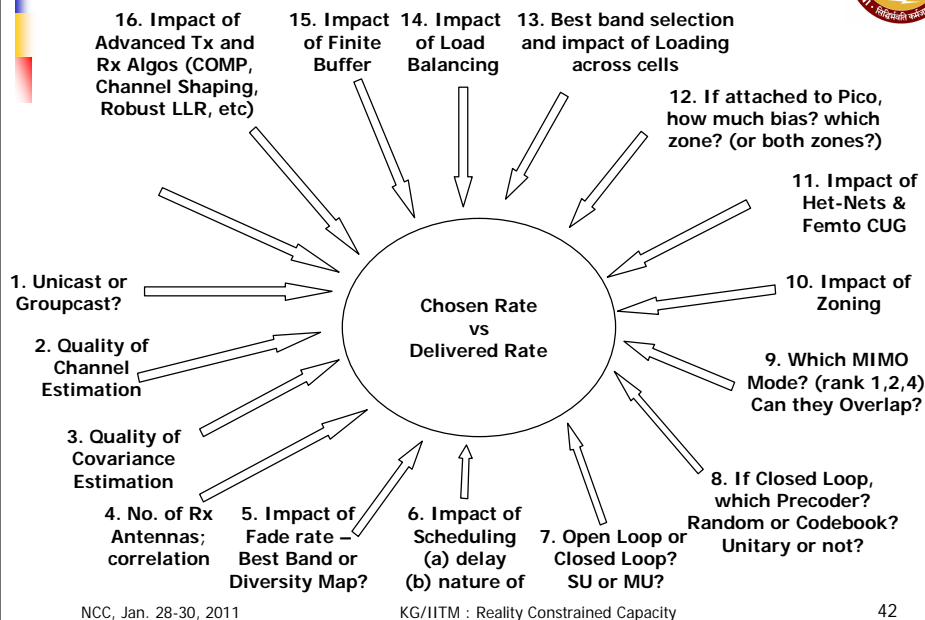 16. Impact of
Advanced Tx and
Rx Algos (COMP,
Channel Shaping,
Robust LLR, etc)
15. Impact
of Finite
Buffer
14. Impact
of Load
Balancing
13. Best band selection
and impact of Loading
across cells
12. If attached to Pico,
how much bias? which
zone? (or both zones?)
11. Impact of
Het-Nets &
Femto CUG
10. Impact of
Zoning
9. Which MIMO
Mode? (rank 1,2,4)
Can they Overlap?
8. If Closed Loop,
which Precoder?
Random or Codebook?
Unitary or not?
7. Open Loop or
Closed Loop?
SU or MU?
6. Impact of
Scheduling
(a) delay
(b) nature of
5. Impact of
Fade rate –
Best Band or
Diversity Map?
4. No. of Rx
Antennas;
correlation
3. Quality of
Covariance
Estimation
2. Quality of
Channel
Estimation
1. Unicast or
Groupcast?
Chosen Rate
vs
Delivered Rate
NCC, Jan. 28-30, 2011
KG/IITM : Reality Constrained Capacity
42